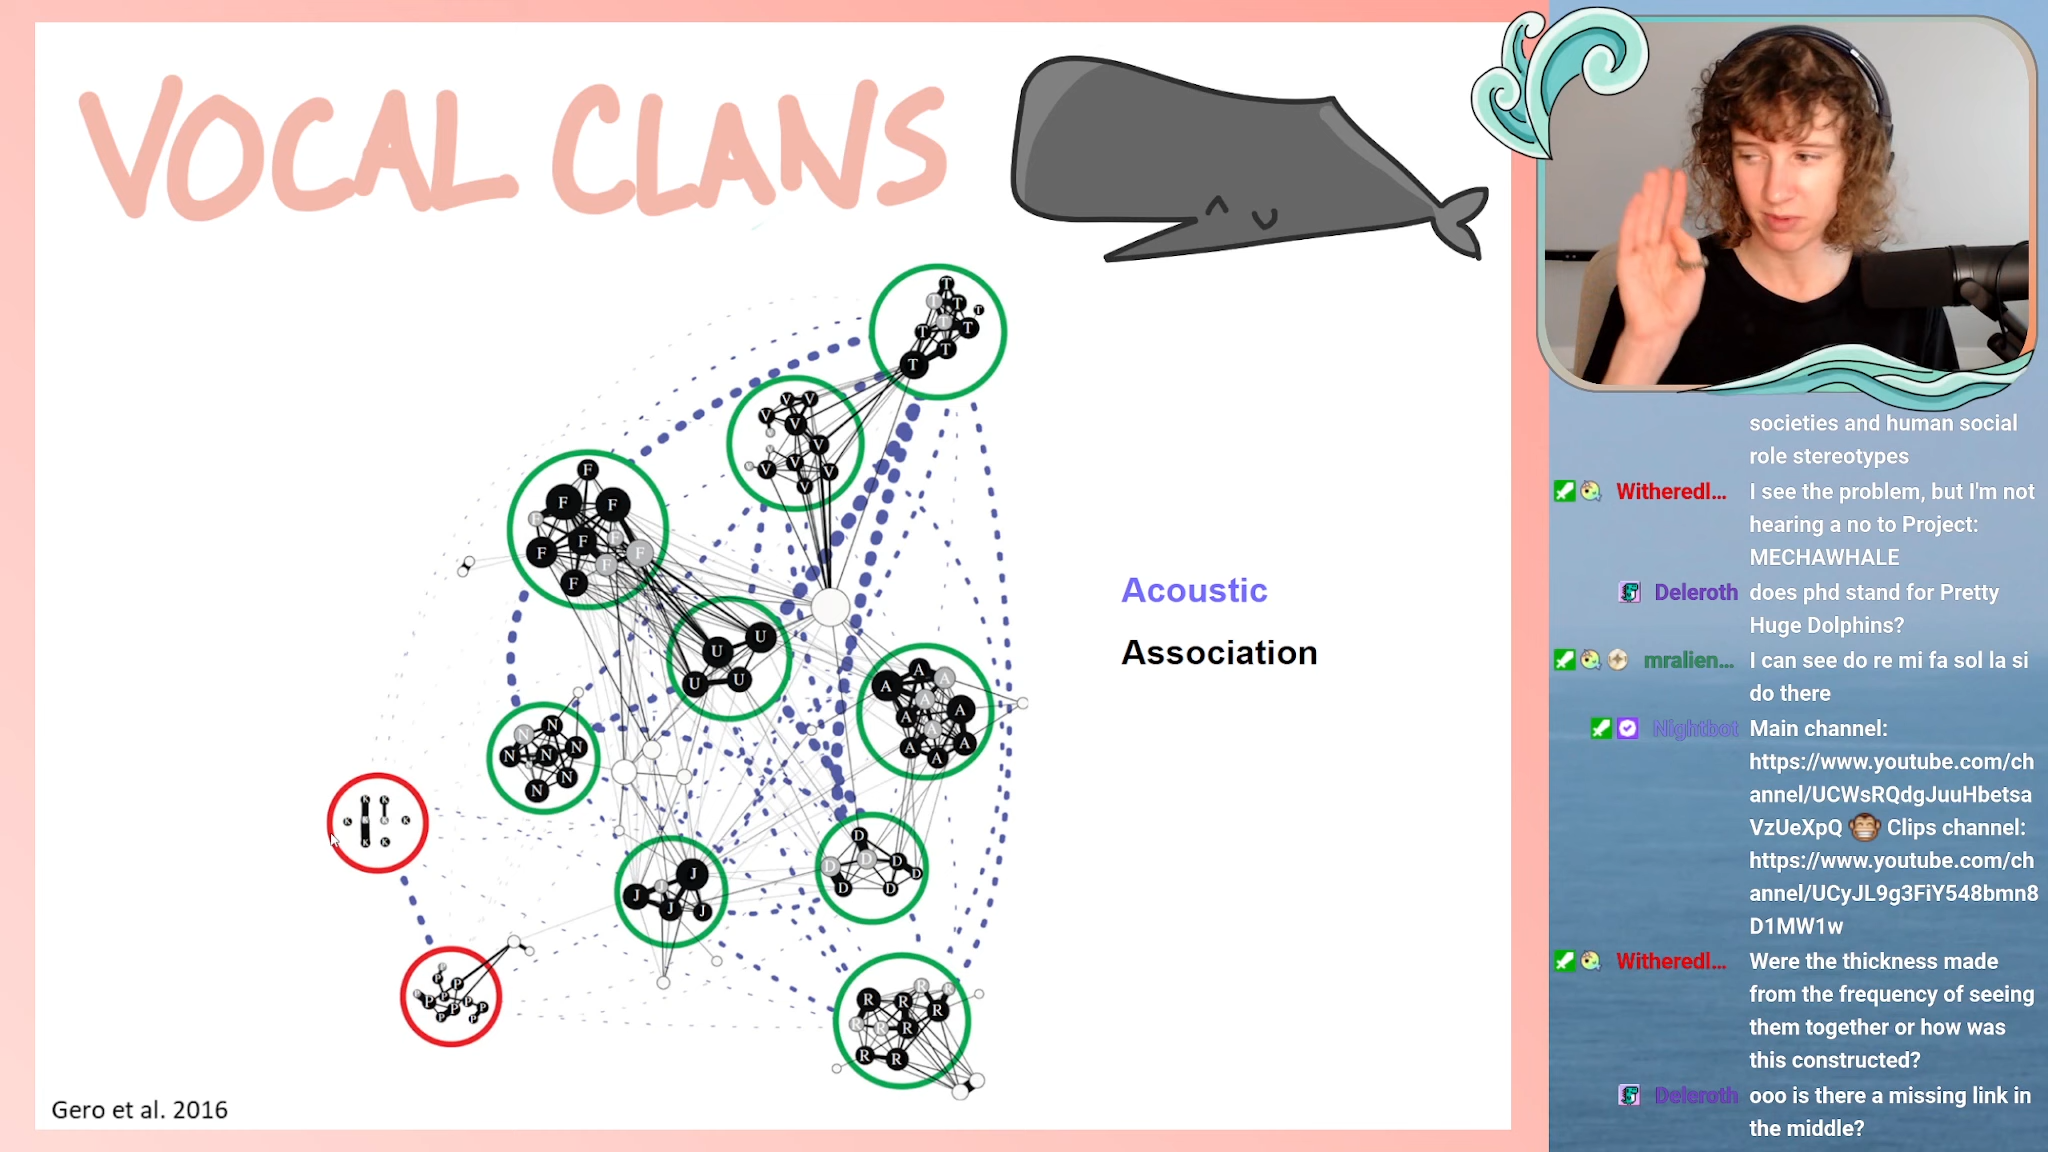 VOCAL CLANS
T
T
T
T
T
T
T
T
T
V
V
V
V
V
V
V
V
V
F
F
F
F
F
F
F
F
F
F
U
U
U
U
A
A
A
A
A
A
A
A
A
A
N
N
N
N
N
N
N
K
K
K
K
K
K
K
K
J
J
J
J
J
D
D
D
D
D
D
D
P
P
P
P
P
P
P
P
R
R
R
R
R
R
R
R
R
R
Acoustic
Association
Gero et al. 2016
societies and human social
role stereotypes
Witheredl... I see the problem, but I'm not
hearing a no to Project:
MECHAWHALE
Deleroth does phd stand for Pretty
Huge Dolphins?
mralien... I can see do re mi fa sol la si
do there
Nightbot Main channel:
https://www.youtube.com/ch
annel/UCWsRQdgJuuHbetsa
VzUeXpQ Clips channel:
https://www.youtube.com/ch
annel/UCyJL9g3FiY548bmn8
D1MW1w
Witheredl... Were the thickness made
from the frequency of seeing
them together or how was
this constructed?
Deleroth ooo is there a missing link in
the middle?